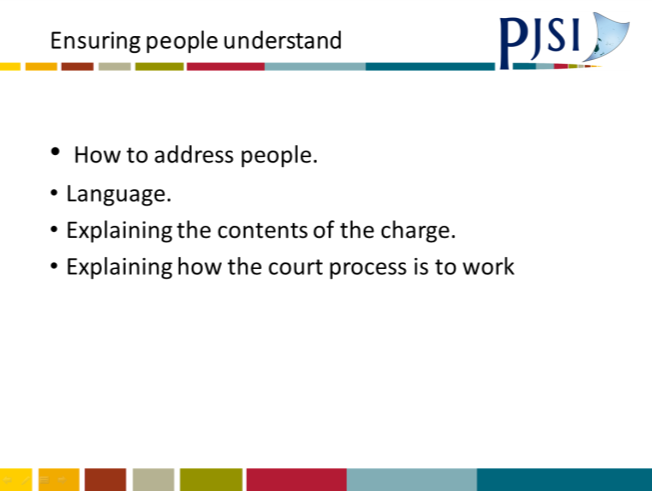 Ensuring people understand
PJSI
• How to address people.
• Language.
• Explaining the contents of the charge.
• Explaining how the court process is to work